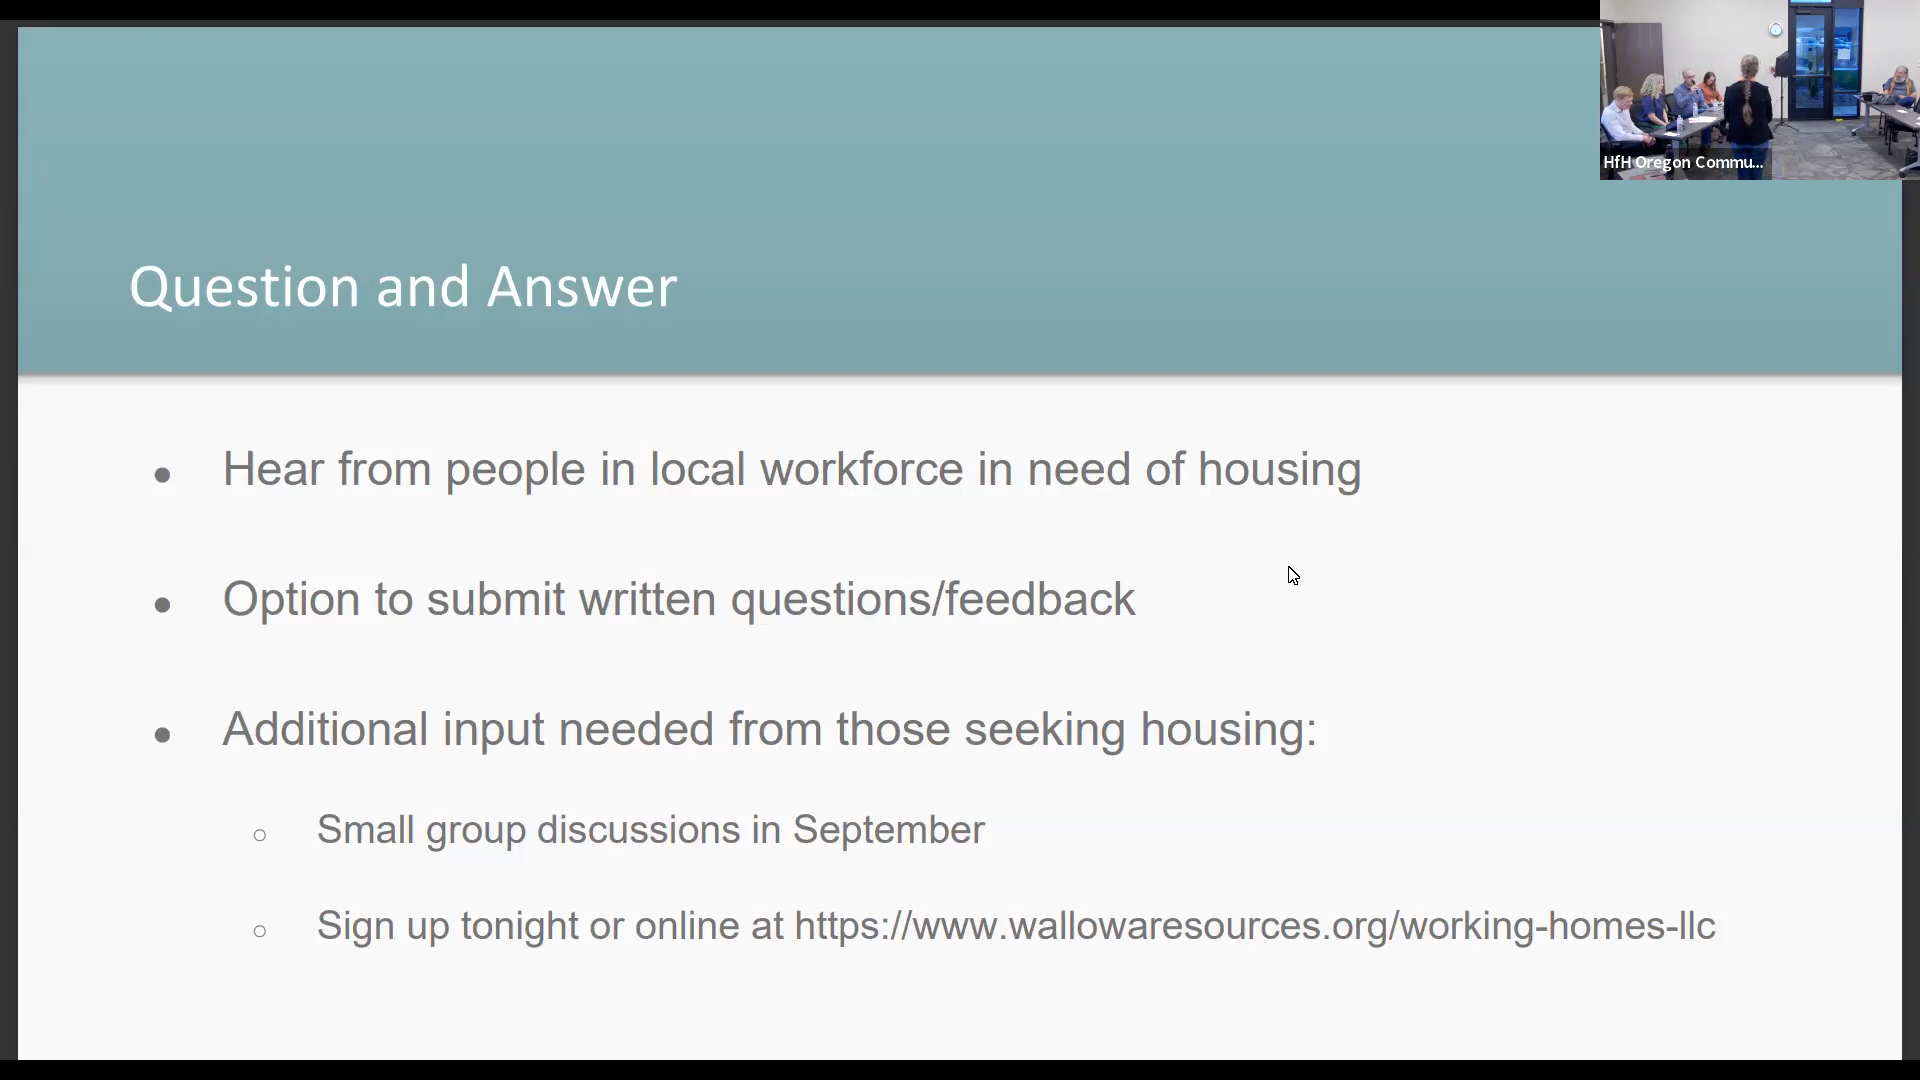 HfH Oregon Commu...
Question and Answer
Hear from people in local workforce in need of housing
Option to submit written questions/feedback
Additional input needed from those seeking housing:
Small group discussions in September
Sign up tonight or online at https://www.wallowaresources.org/working-homes-llc